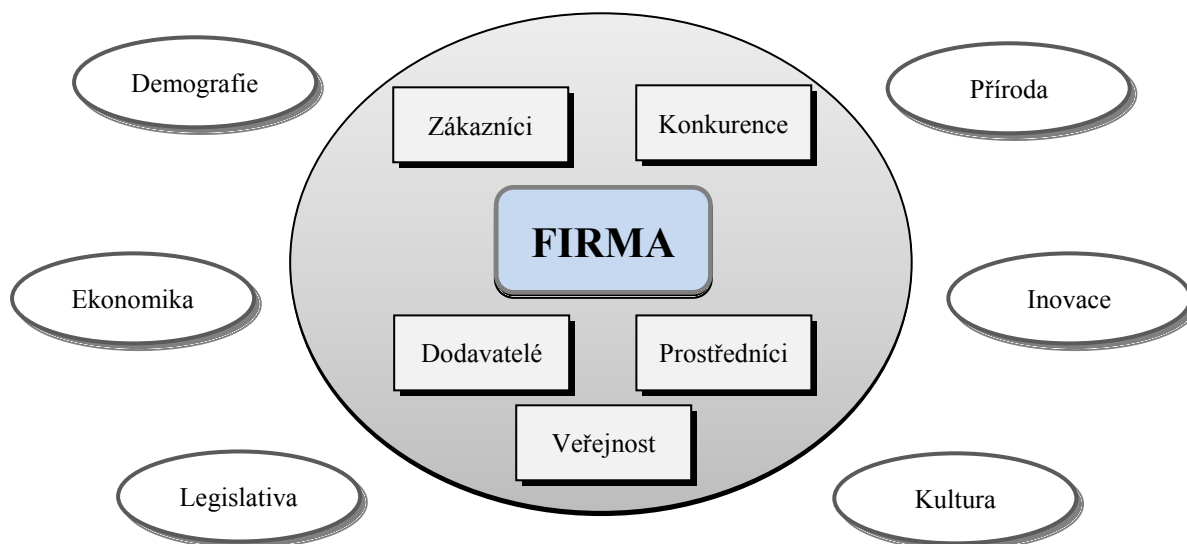 Demografie
Příroda
Zákazníci
Konkurence
FIRMA
Ekonomika
Inovace
Dodavatelé
Prostředníci
Veřejnost
Legislativa
Kultura